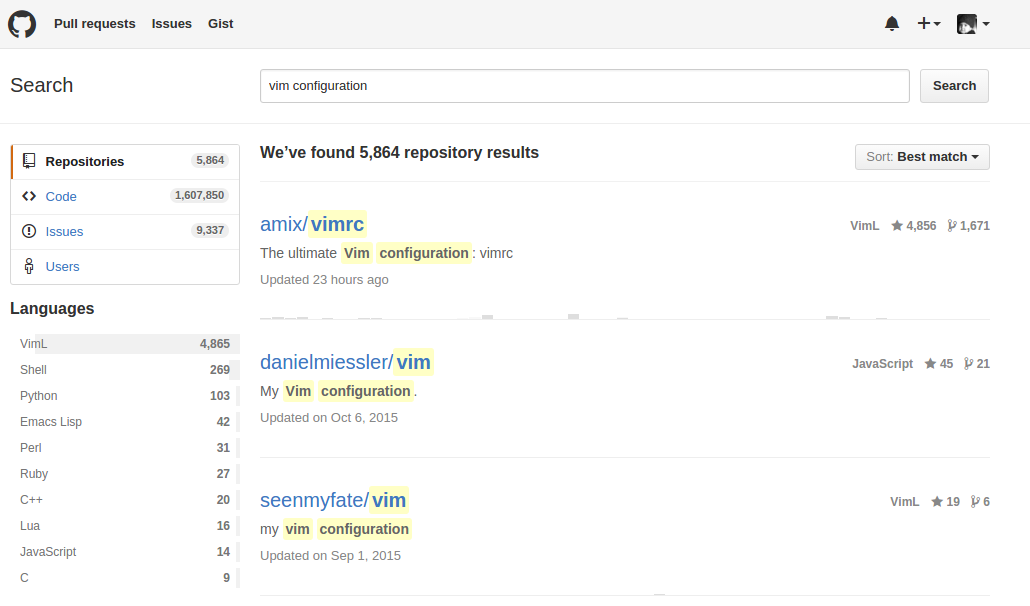 Pull requests Issues Gist
Search
vim configuration
Search
Repositories 5,864
Code 1,607,850
Issues 9,337
Users
Languages
VimL 4,865
Shell 269
Python 103
Emacs Lisp 42
Perl 31
Ruby 27
C++ 20
Lua 16
JavaScript 14
C 9
We’ve found 5,864 repository results
Sort: Best match
amix/vimrc
VimL 4,856 1,671
The ultimate Vim configuration: vimrc
Updated 23 hours ago
danielmiessler/vim
JavaScript 45 21
My Vim configuration.
Updated on Oct 6, 2015
seenmyfate/vim
VimL 19 6
my vim configuration
Updated on Sep 1, 2015